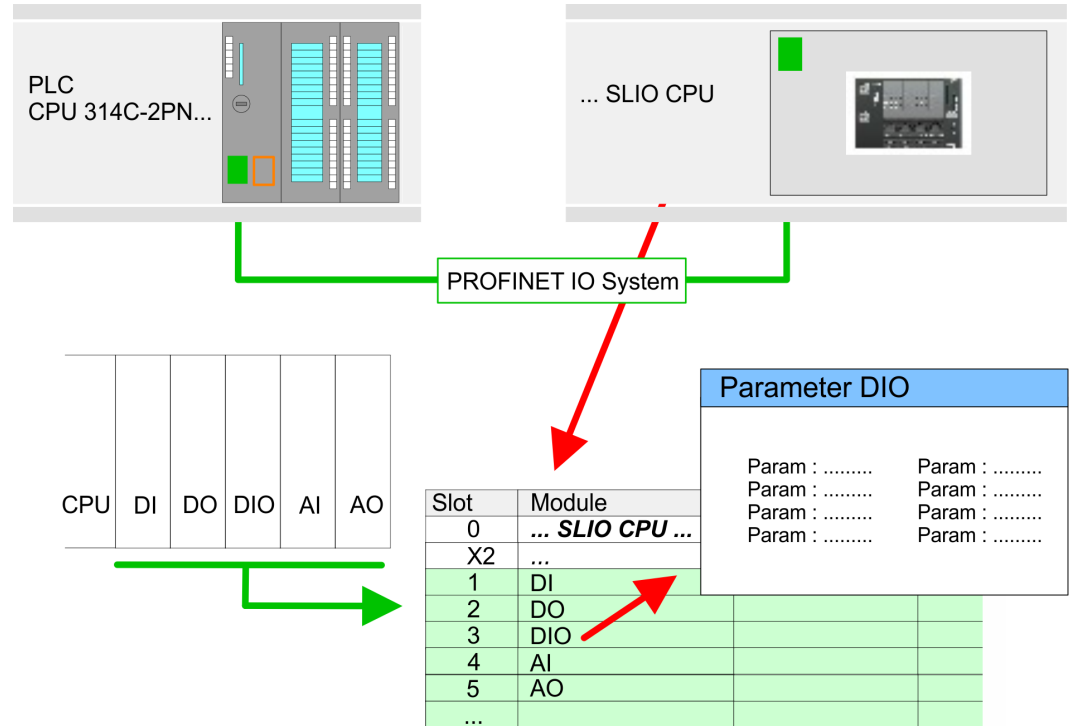 PLC
CPU 314C-2PN...
... SLIO CPU
PROFINET IO System
CPU DI DO DIO AI AO
Parameter DIO
Param : ......... Param : .........
Param : ......... Param : .........
Param : ......... Param : .........
Param : ......... Param : .........
Slot Module
0 ... SLIO CPU ...
X2 ...
1 DI
2 DO
3 DIO
4 AI
5 AO
...